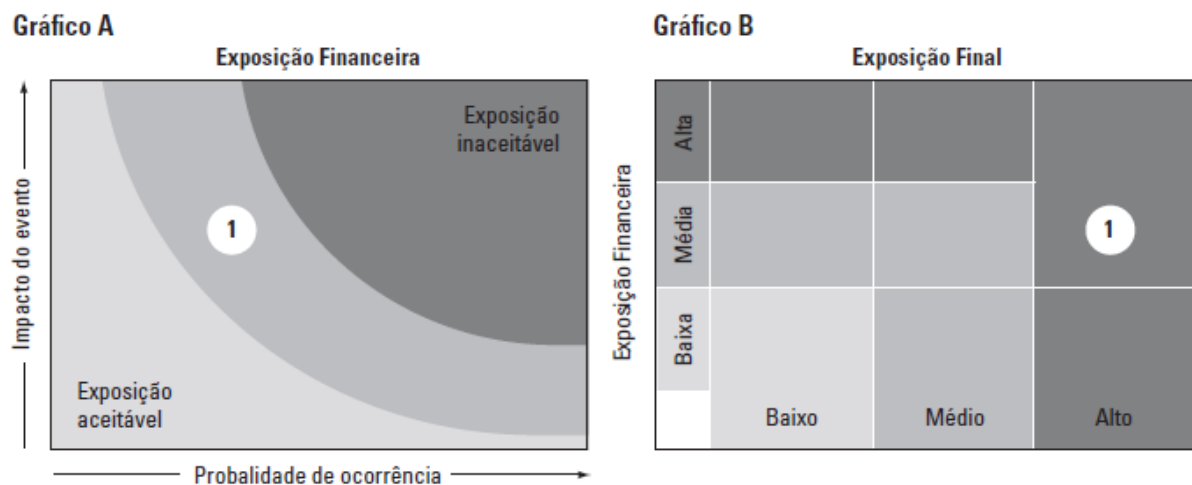 Gráfico A
Exposição Financeira
Impacto do evento
Exposição
inaceitável
1
Exposição
aceitável
Probalidade de ocorrência
Gráfico B
Exposição Final
Exposição Financeira
Alta
Média
1
Baixa
Baixo
Médio
Alto